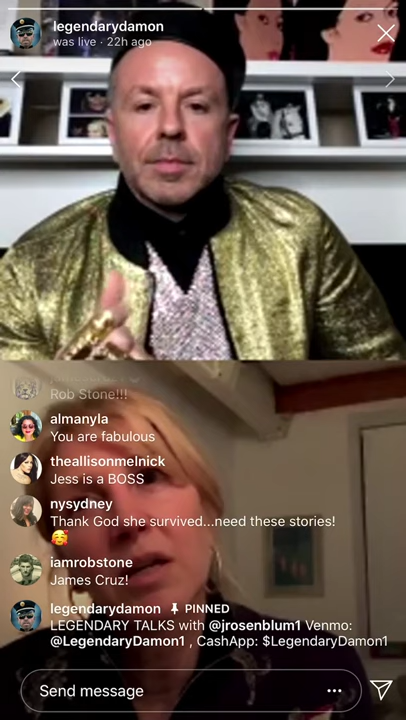 legendarydamon
was live · 22h ago
Rob Stone!!!
almanyla
You are fabulous
theallisonmelnick
Jess is a BOSS
nysydney
Thank God she survived...need these stories!
🥰
iamrobstone
James Cruz!
legendarydamon PINNED
LEGENDARY TALKS with @jrosenblum1 Venmo:
@LegendaryDamon1 , CashApp: $LegendaryDamon1
Send message